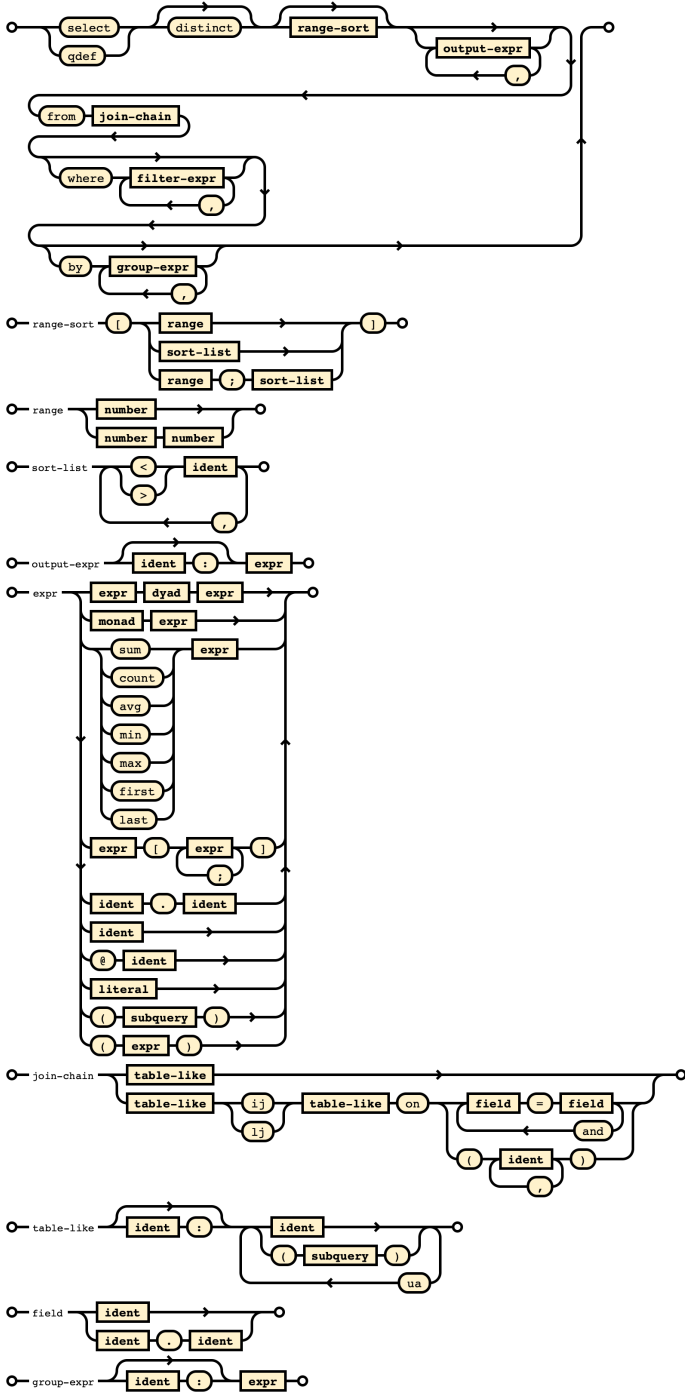 select distinct range-sort output-expr
qdef ,
from join-chain
where filter-expr
,
by group-expr
,
range-sort [ range ]
sort-list
range ; sort-list
range number
number number
sort-list < ident
>
,
output-expr ident : expr
expr expr dyad expr
monad expr
sum expr
count
avg
min
max
first
last
expr [ expr ]
;
ident . ident
ident
@ ident
literal
( subquery )
( expr )
join-chain table-like
table-like ij table-like on field = field
lj and
( ident )
,
table-like ident : ident
( subquery )
ua
field ident
ident . ident
group-expr ident : expr